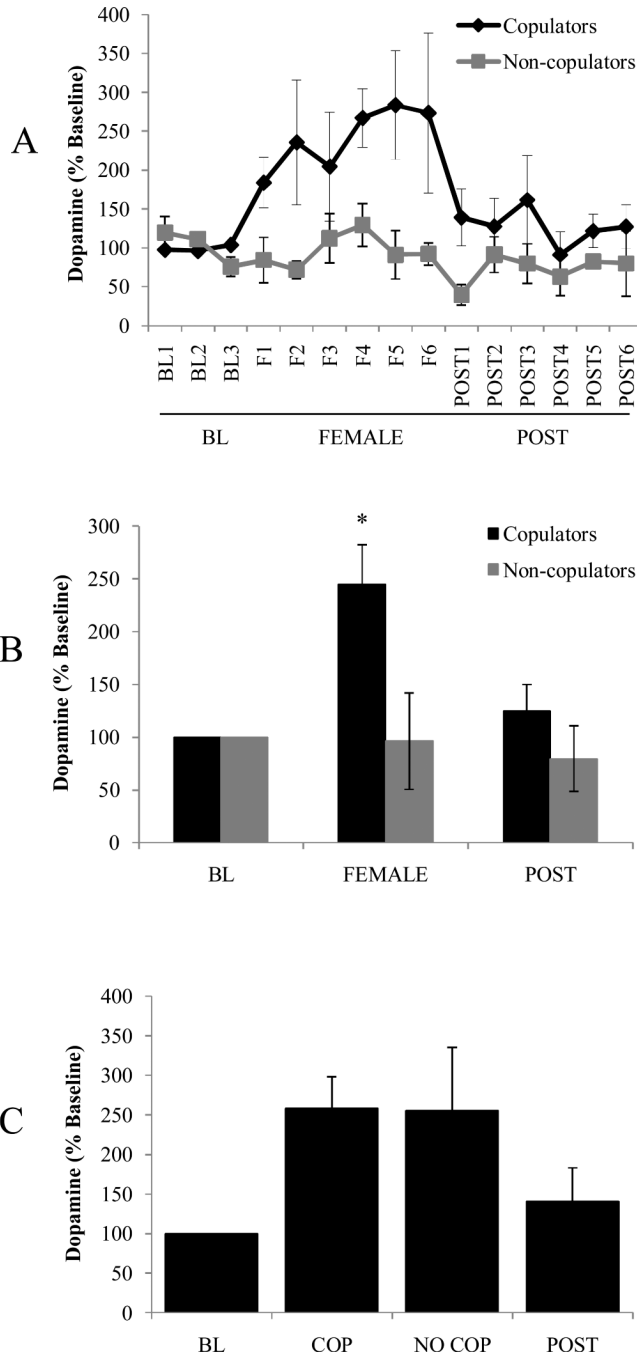 A
Dopamine (% Baseline)
400
350
300
250
200
150
100
50
0
Copulators
Non-copulators
BL1
BL2
BL3
F1
F2
F3
F4
F5
F6
POST1
POST2
POST3
POST4
POST5
POST6
BL FEMALE POST
B
Dopamine (% Baseline)
300
250
200
150
100
50
0
*
Copulators
Non-copulators
BL FEMALE POST
C
Dopamine (% Baseline)
400
350
300
250
200
150
100
50
0
BL COP NO COP POST